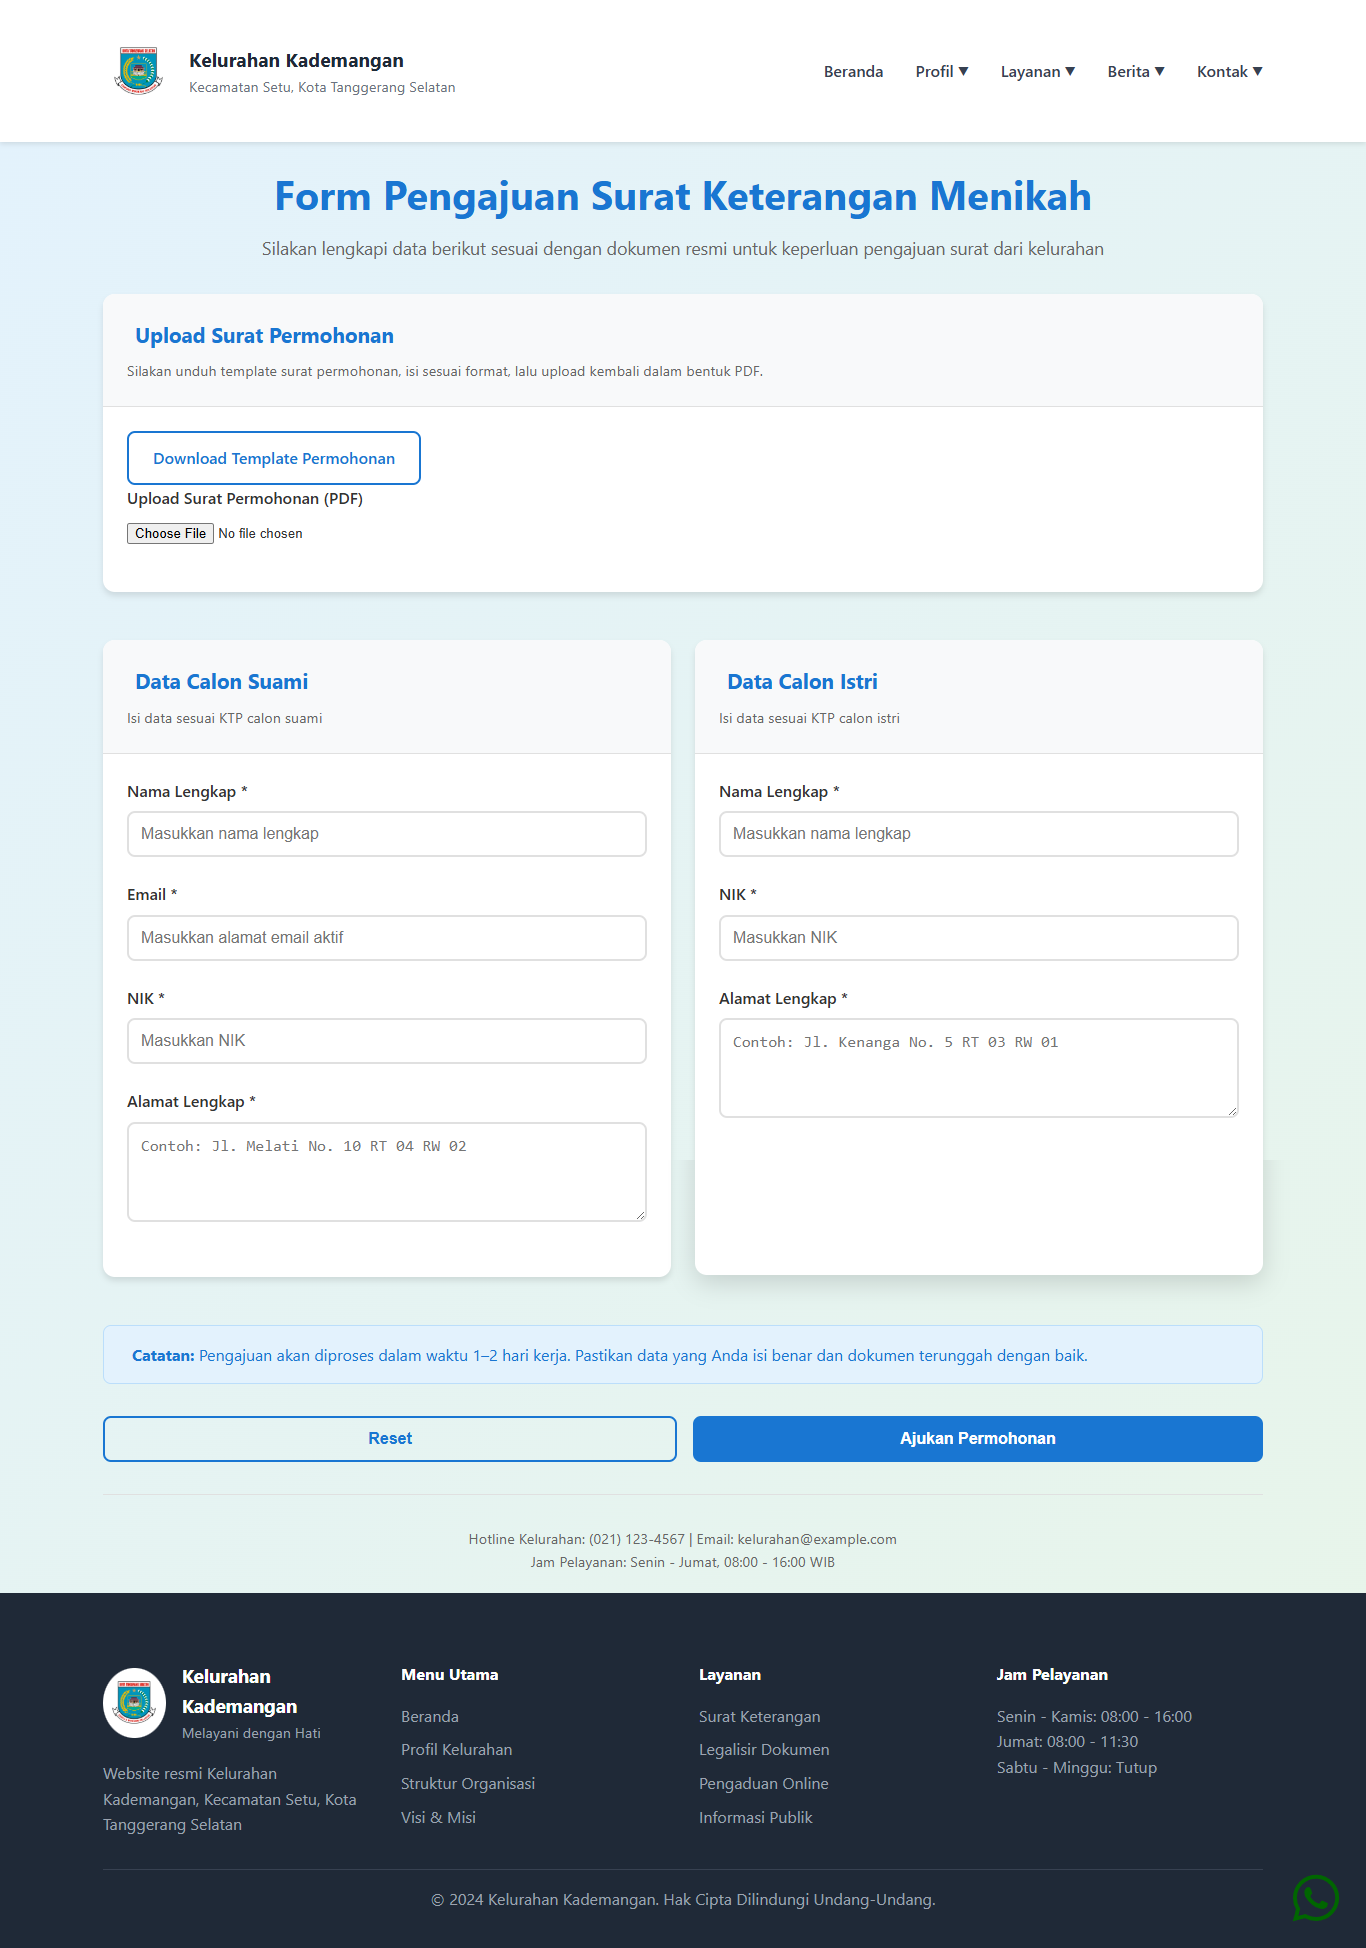 Kelurahan Kademangan
Kecamatan Setu, Kota Tanggerang Selatan
Beranda
Profil ▼
Layanan ▼
Berita ▼
Kontak ▼
Form Pengajuan Surat Keterangan Menikah
Silakan lengkapi data berikut sesuai dengan dokumen resmi untuk keperluan pengajuan surat dari kelurahan
Upload Surat Permohonan
Silakan unduh template surat permohonan, isi sesuai format, lalu upload kembali dalam bentuk PDF.
Download Template Permohonan
Upload Surat Permohonan (PDF)
Choose File No file chosen
Data Calon Suami
Isi data sesuai KTP calon suami
Nama Lengkap *
Masukkan nama lengkap
Email *
Masukkan alamat email aktif
NIK *
Masukkan NIK
Alamat Lengkap *
Contoh: Jl. Melati No. 10 RT 04 RW 02
Data Calon Istri
Isi data sesuai KTP calon istri
Nama Lengkap *
Masukkan nama lengkap
NIK *
Masukkan NIK
Alamat Lengkap *
Contoh: Jl. Kenanga No. 5 RT 03 RW 01
Catatan: Pengajuan akan diproses dalam waktu 1–2 hari kerja. Pastikan data yang Anda isi benar dan dokumen terunggah dengan baik.
Reset
Ajukan Permohonan
Hotline Kelurahan: (021) 123-4567 | Email: kelurahan@example.com
Jam Pelayanan: Senin - Jumat, 08:00 - 16:00 WIB
Kelurahan
Kademangan
Melayani dengan Hati
Website resmi Kelurahan
Kademangan, Kecamatan Setu, Kota
Tanggerang Selatan
Menu Utama
Beranda
Profil Kelurahan
Struktur Organisasi
Visi & Misi
Layanan
Surat Keterangan
Legalisir Dokumen
Pengaduan Online
Informasi Publik
Jam Pelayanan
Senin - Kamis: 08:00 - 16:00
Jumat: 08:00 - 11:30
Sabtu - Minggu: Tutup
© 2024 Kelurahan Kademangan. Hak Cipta Dilindungi Undang-Undang.